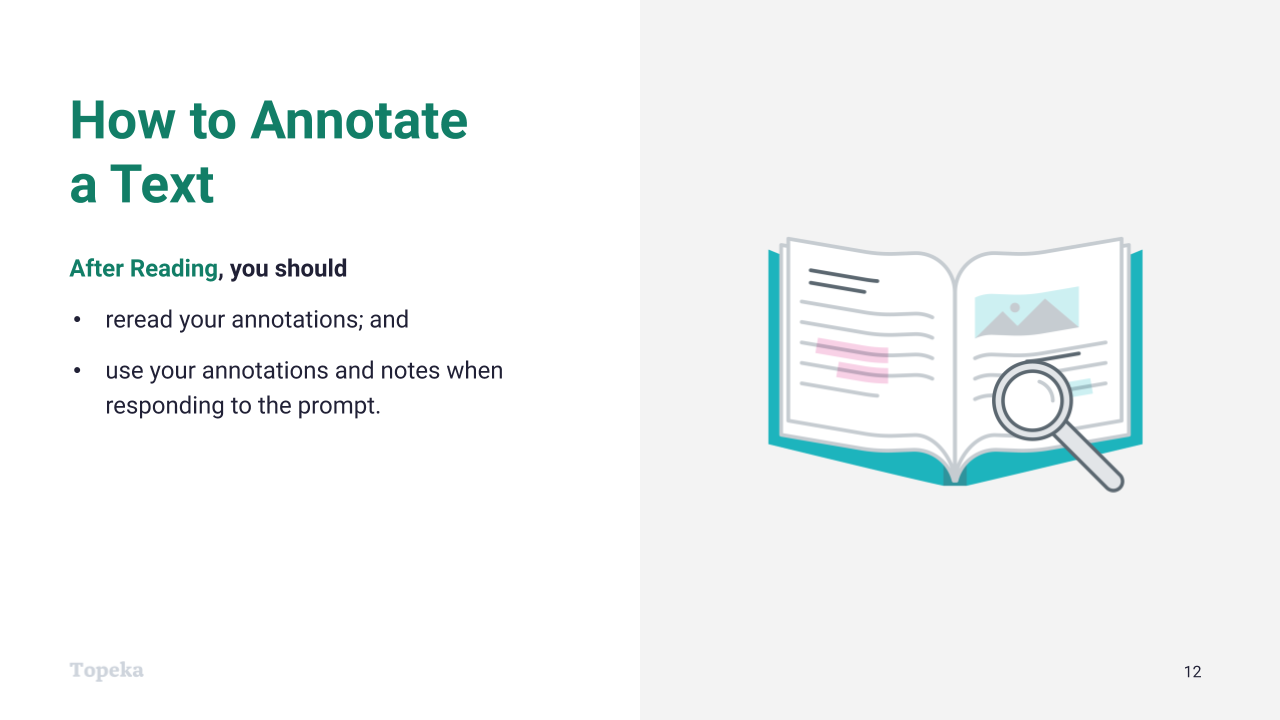 How to Annotate
a Text
After Reading, you should
• reread your annotations; and
• use your annotations and notes when
responding to the prompt.
Topeka
12